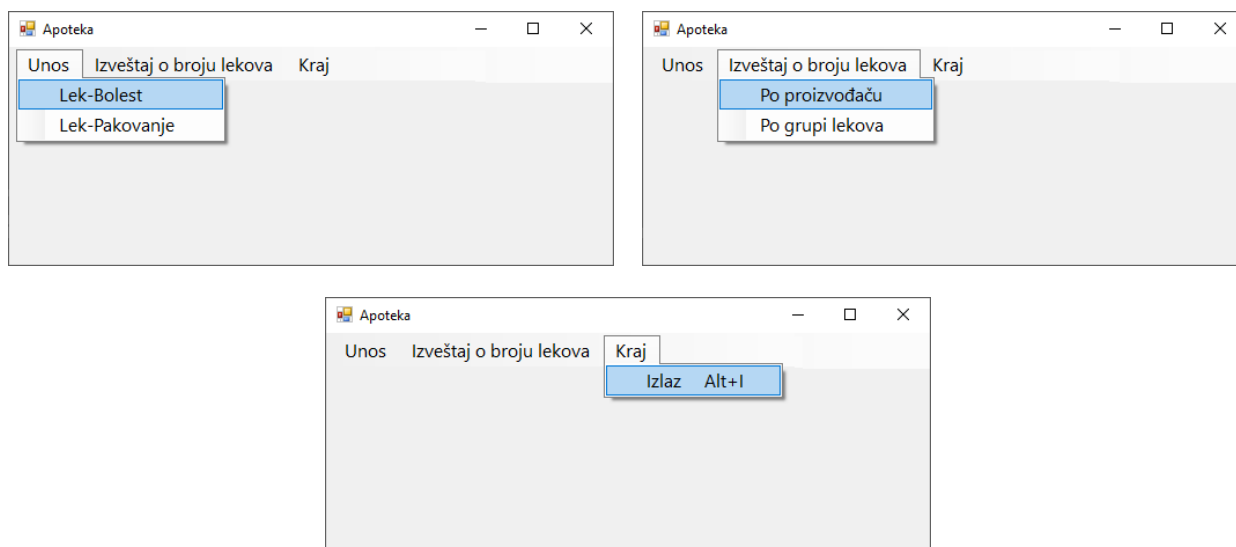 Apoteka
Unos Izveštaj o broju lekova Kraj
Lek-Bolest
Lek-Pakovanje
Apoteka
Unos Izveštaj o broju lekova Kraj
Po proizvođaču
Po grupi lekova
Apoteka
Unos Izveštaj o broju lekova Kraj
Izlaz Alt+I